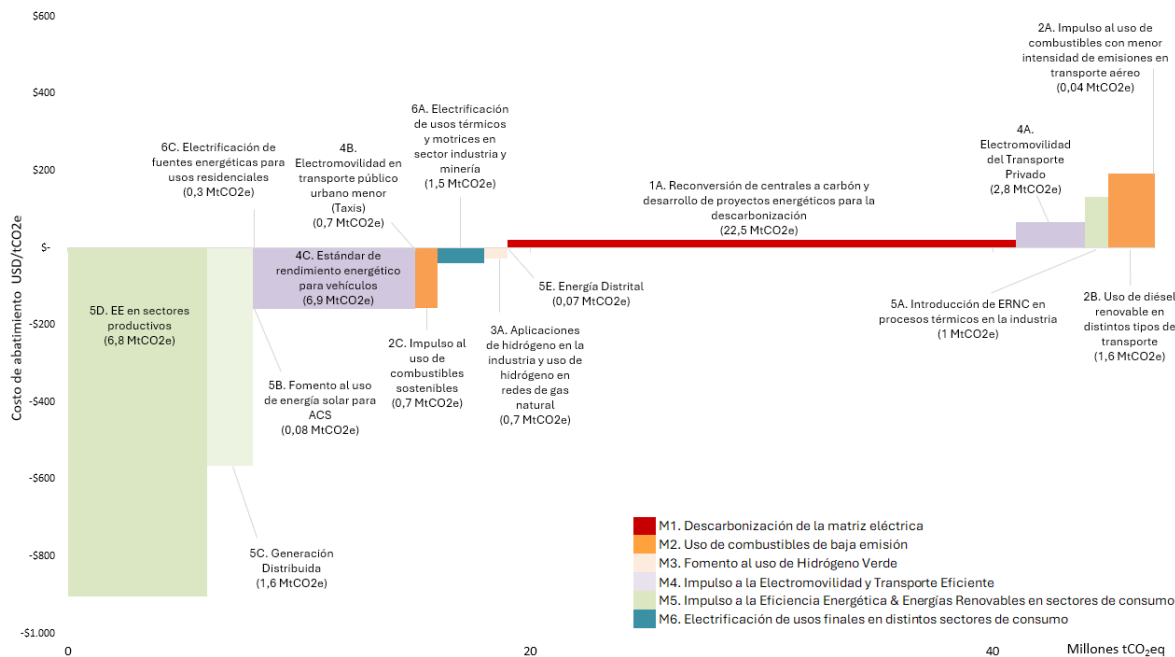 Costo de abatimiento USD/tCO2e
$600
$400
$200
$-
-$200
-$400
-$600
-$800
-$1.000
0
20
40
Millones tCO₂eq
5D. EE en sectores
productivos
(6,8 MtCO2e)
5C. Generación
Distribuida
(1,6 MtCO2e)
6C. Electrificación de
fuentes energéticas para
usos residenciales
(0,3 MtCO2e)
5B. Fomento al uso
de energía solar para
ACS
(0,08 MtCO2e)
4C. Estándar de
rendimiento energético
para vehículos
(6,9 MtCO2e)
4B.
Electromovilidad en
transporte público
urbano menor
(Taxis)
(0,7 MtCO2e)
2C. Impulso al
uso de
combustibles
sostenibles
(0,7 MtCO2e)
6A. Electrificación
de usos térmicos
y motrices en
sector industria y
minería
(1,5 MtCO2e)
3A. Aplicaciones
de hidrógeno en la
industria y uso de
hidrógeno en
redes de gas
natural
(0,7 MtCO2e)
5E. Energía Distrital
(0,07 MtCO2e)
1A. Reconversión de centrales a carbón y
desarrollo de proyectos energéticos para la
descarbonización
(22,5 MtCO2e)
4A.
Electromovilidad
del Transporte
Privado
(2,8 MtCO2e)
5A. Introducción de ERNC en
procesos térmicos en la industria
(1 MtCO2e)
2B. Uso de diésel
renovable en
distintos tipos de
transporte
(1,6 MtCO2e)
2A. Impulso al uso de
combustibles con menor
intensidad de emisiones en
transporte aéreo
(0,04 MtCO2e)
M1. Descarbonización de la matriz eléctrica
M2. Uso de combustibles de baja emisión
M3. Fomento al uso de Hidrógeno Verde
M4. Impulso a la Electromovilidad y Transporte Eficiente
M5. Impulso a la Eficiencia Energética & Energías Renovables en sectores de consumo
M6. Electrificación de usos finales en distintos sectores de consumo